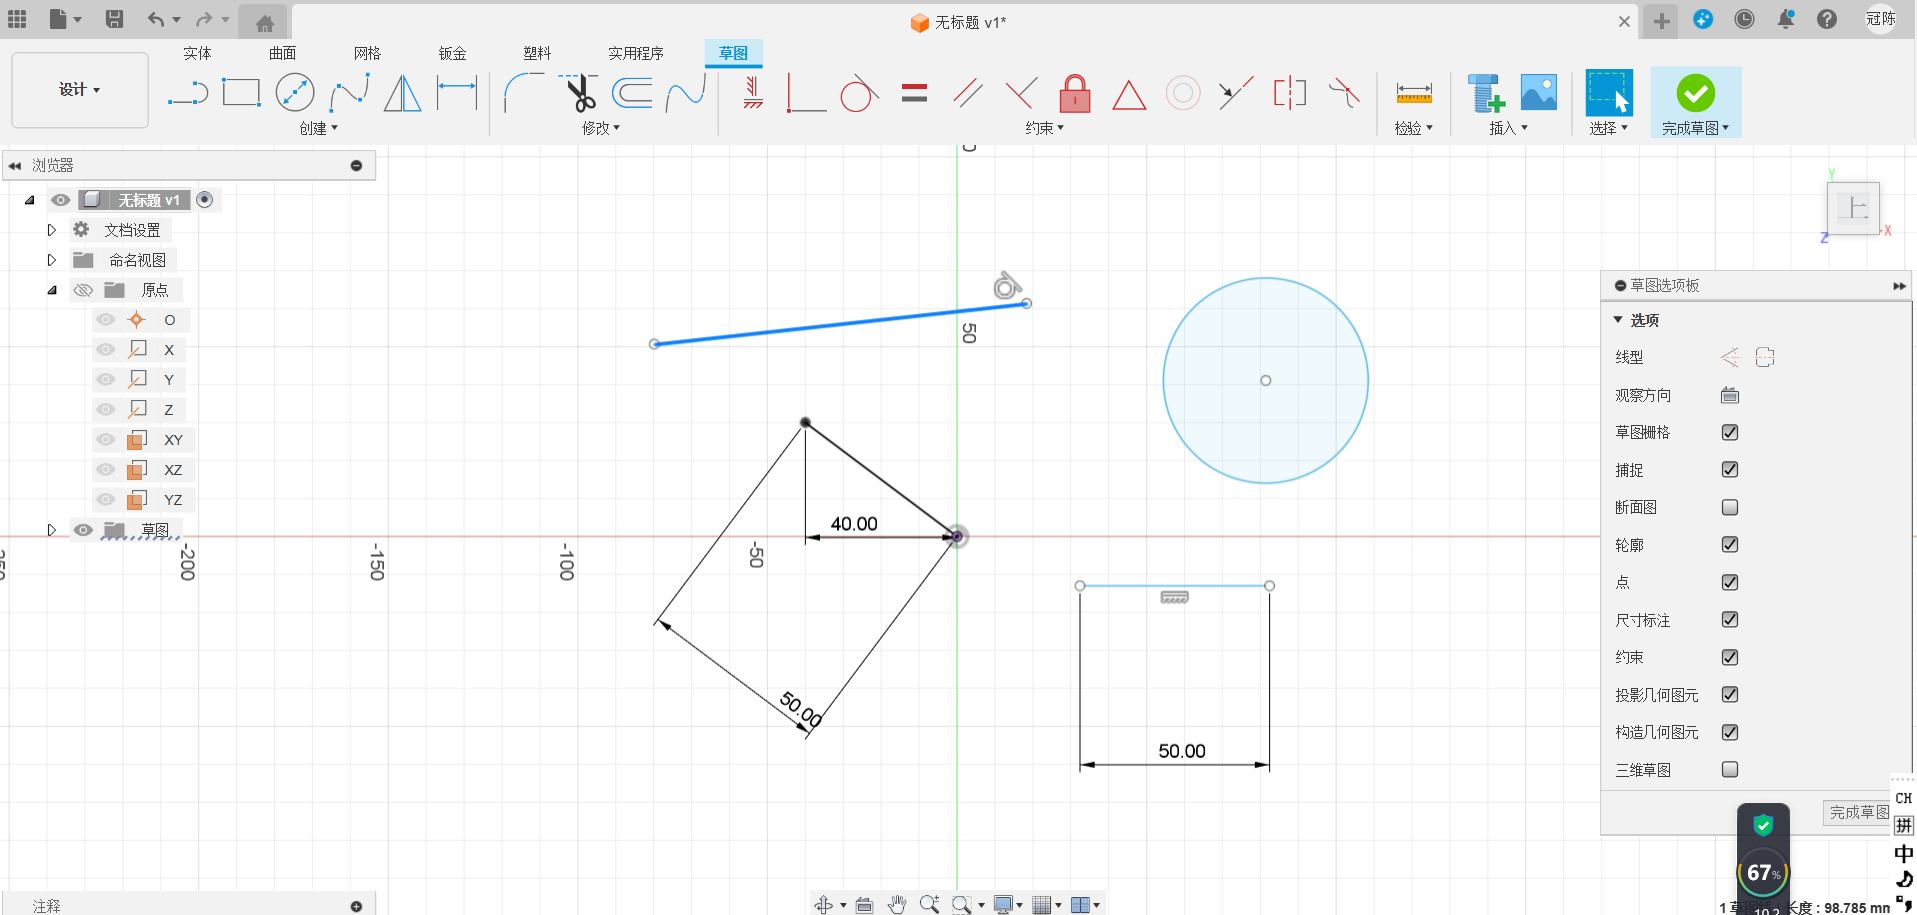 无标题 v1*
冠陈
实体 曲面 网格 钣金 塑料 实用程序 草图
设计
创建 修改 约束 检验 插入 选择 完成草图
浏览器
无标题 v1
文档设置
命名视图
原点
O
X
Y
Z
XY
XZ
YZ
草图
-200
-150
-100
-50
50
40.00
50.00
50.00
上
Y
Z
X
草图选项板
选项
线型
观察方向
草图栅格
捕捉
断面图
轮廓
点
尺寸标注
约束
投影几何图元
构造几何图元
三维草图
完成草图
CH
拼
中
67%
注释
长度 : 98.785 mm